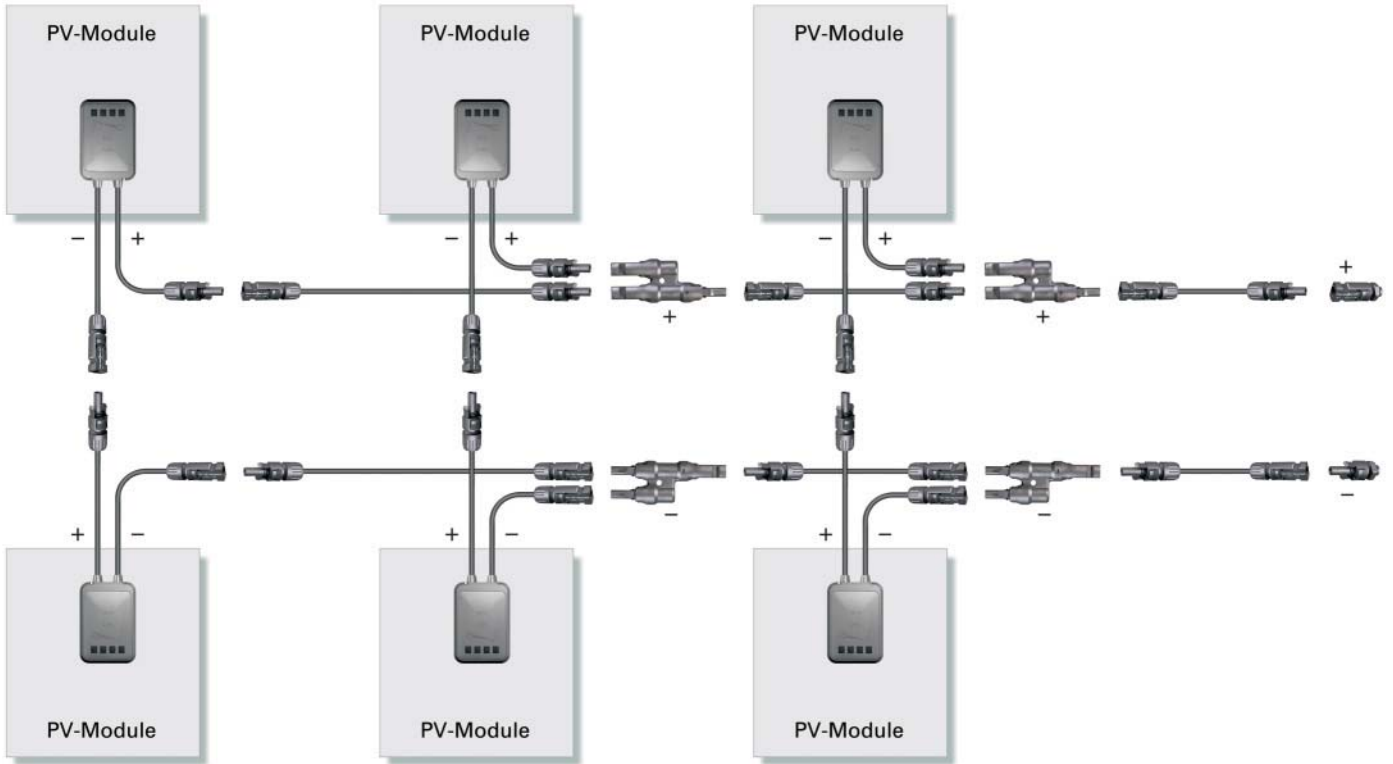 PV-Module PV-Module PV-Module
− + − + − + +
+ +
− −
+ − + − + − −
PV-Module PV-Module PV-Module